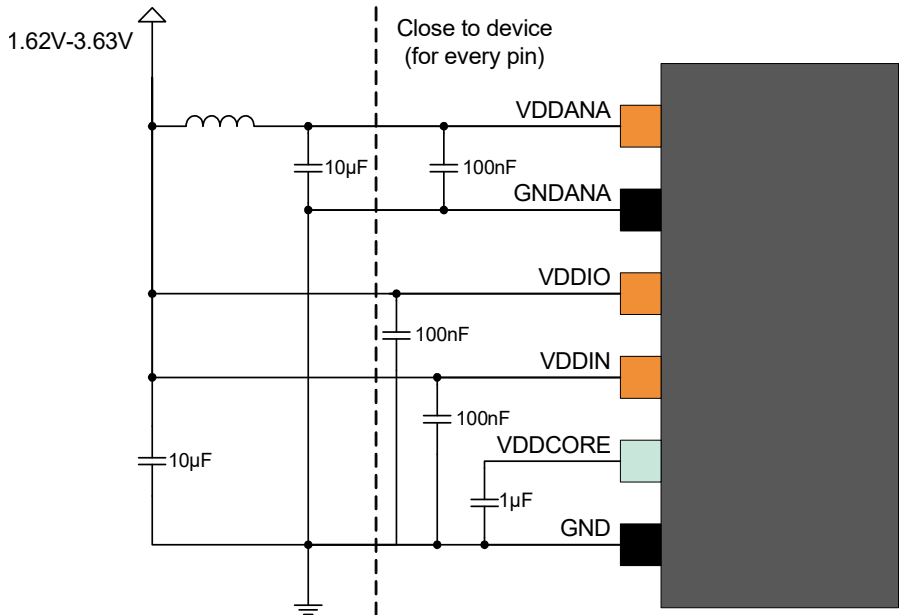 1.62V-3.63V
Close to device
(for every pin)
VDDANA
10µF
100nF
GNDANA
VDDIO
100nF
VDDIN
100nF
VDDCORE
10µF
1µF
GND